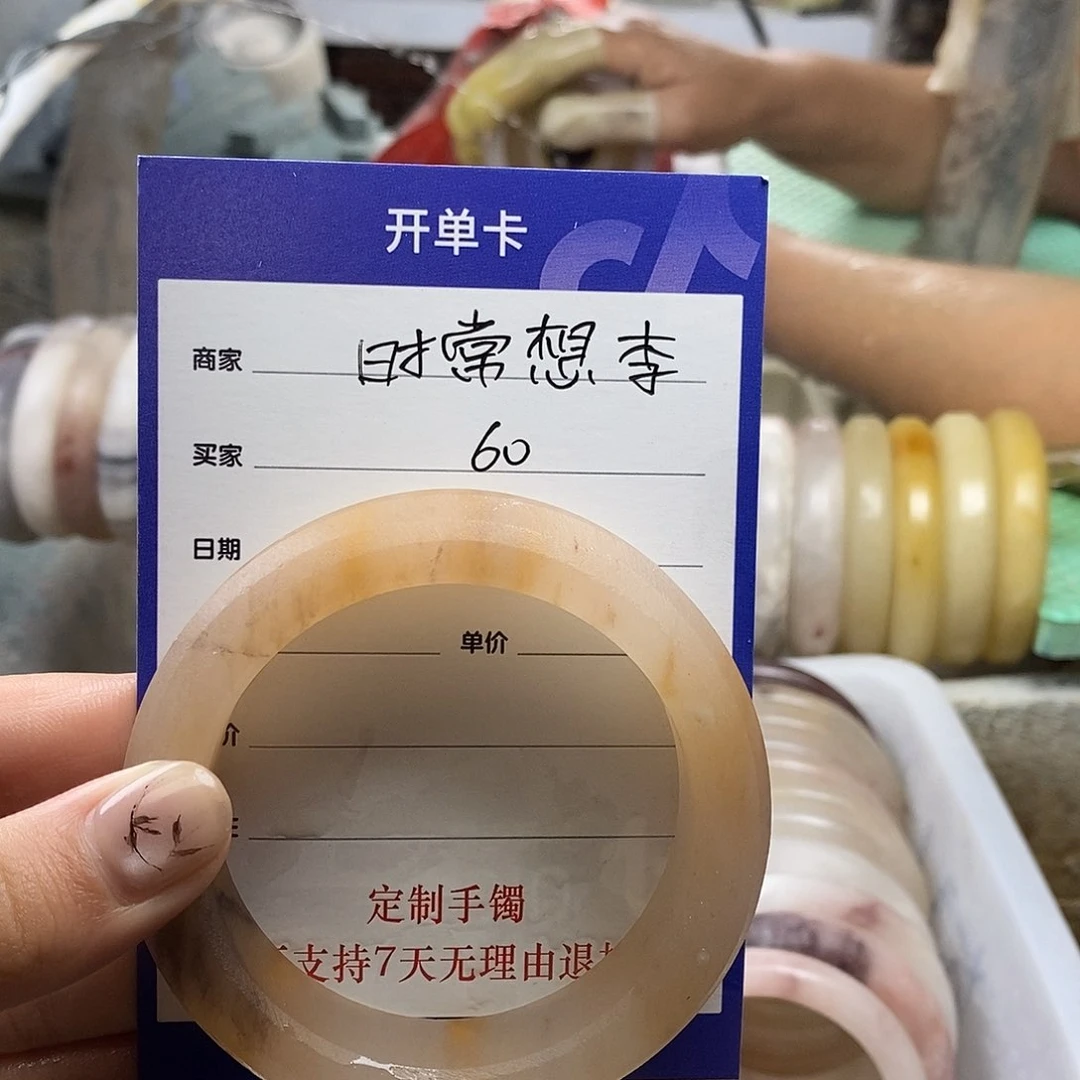 开单卡
商家 时常想李
买家 60
日期
单价
价
定制手镯
支持7天无理由退